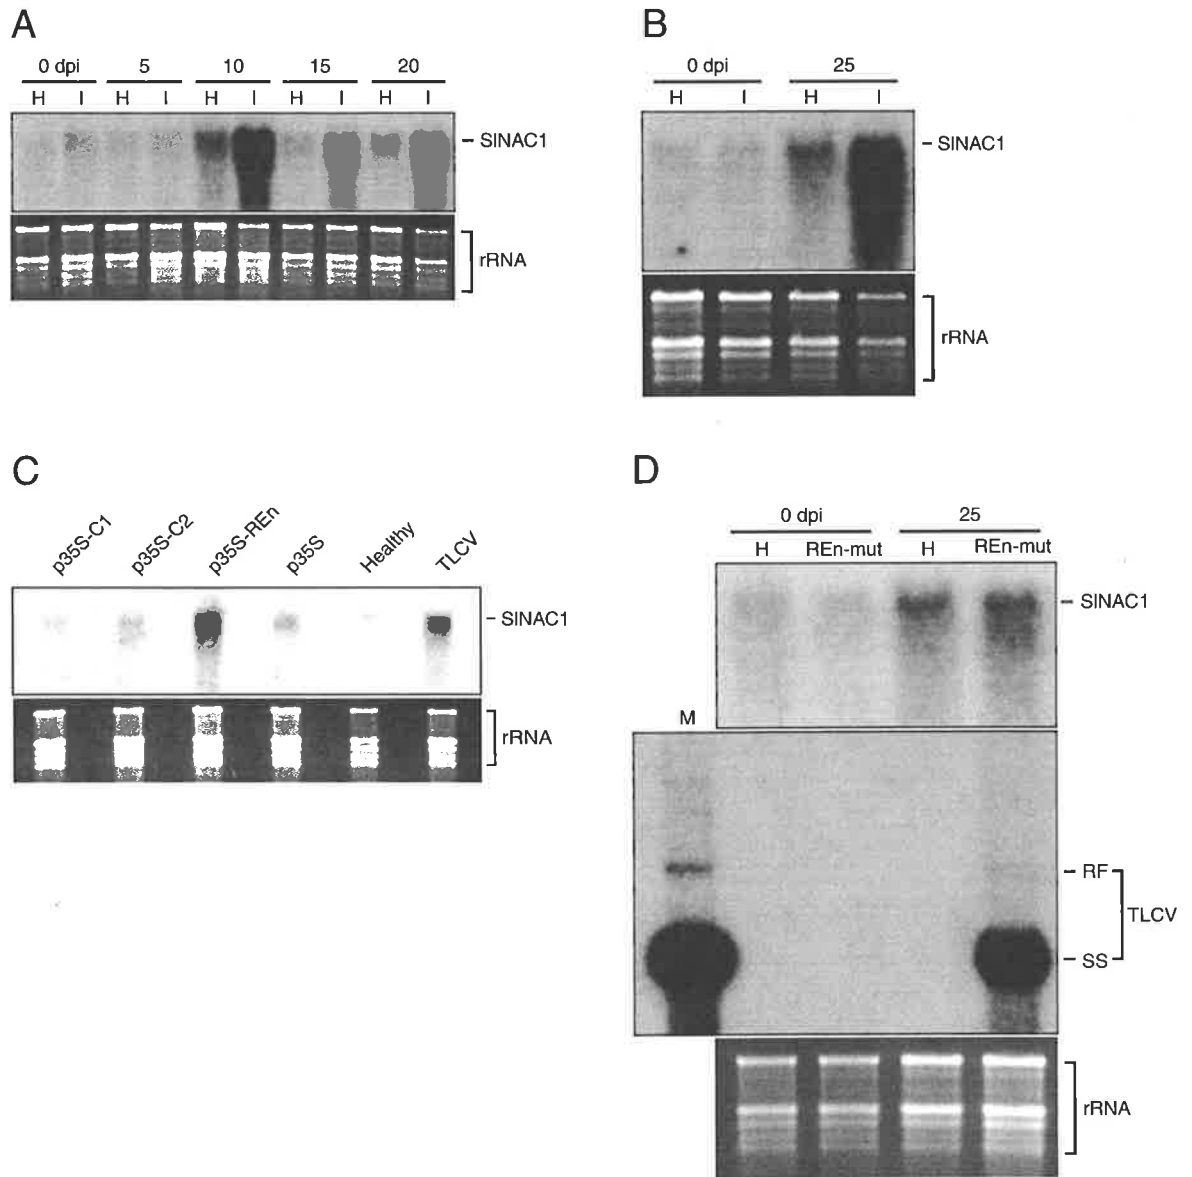 A
0 dpi 5 10 15 20
H I H I H I H I H I
SlNAC1
rRNA
B
0 dpi 25
H I H I
SlNAC1
rRNA
C
p35S-C1 p35S-C2 p35S-REn p35S Healthy TLCV
SlNAC1
rRNA
D
0 dpi 25
H REn-mut H REn-mut
SlNAC1
M
RF
TLCV
SS
rRNA